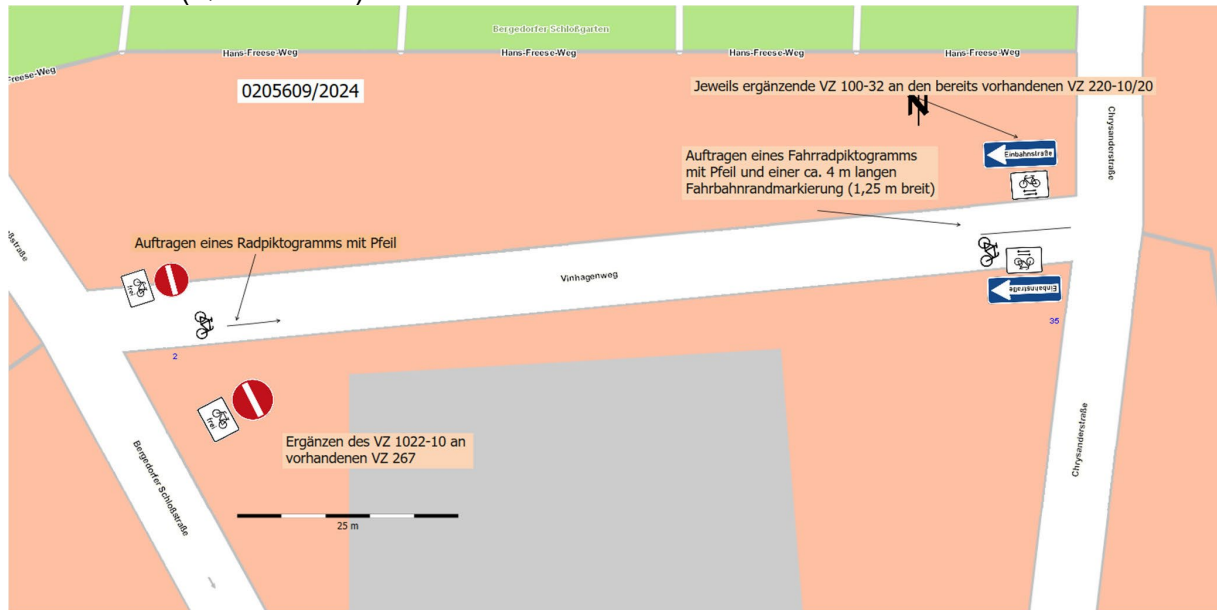 Bergedorfer Schloßgarten
Hans-Freese-Weg
Hans-Freese-Weg
Hans-Freese-Weg
Hans-Freese-Weg
-Freese-Weg
0205609/2024
Jeweils ergänzende VZ 100-32 an den bereits vorhandenen VZ 220-10/20
N
Chrysanderstraße
Einbahnstraße
Auftragen eines Fahrradpiktogramms
mit Pfeil und einer ca. 4 m langen
Fahrbahnrandmarkierung (1,25 m breit)
oßstraße
Auftragen eines Radpiktogramms mit Pfeil
frei
Vinhagenweg
Einbahnstraße
35
2
frei
Ergänzen des VZ 1022-10 an
vorhandenen VZ 267
Bergedorfer Schloßstraße
Chrysanderstraße
25 m